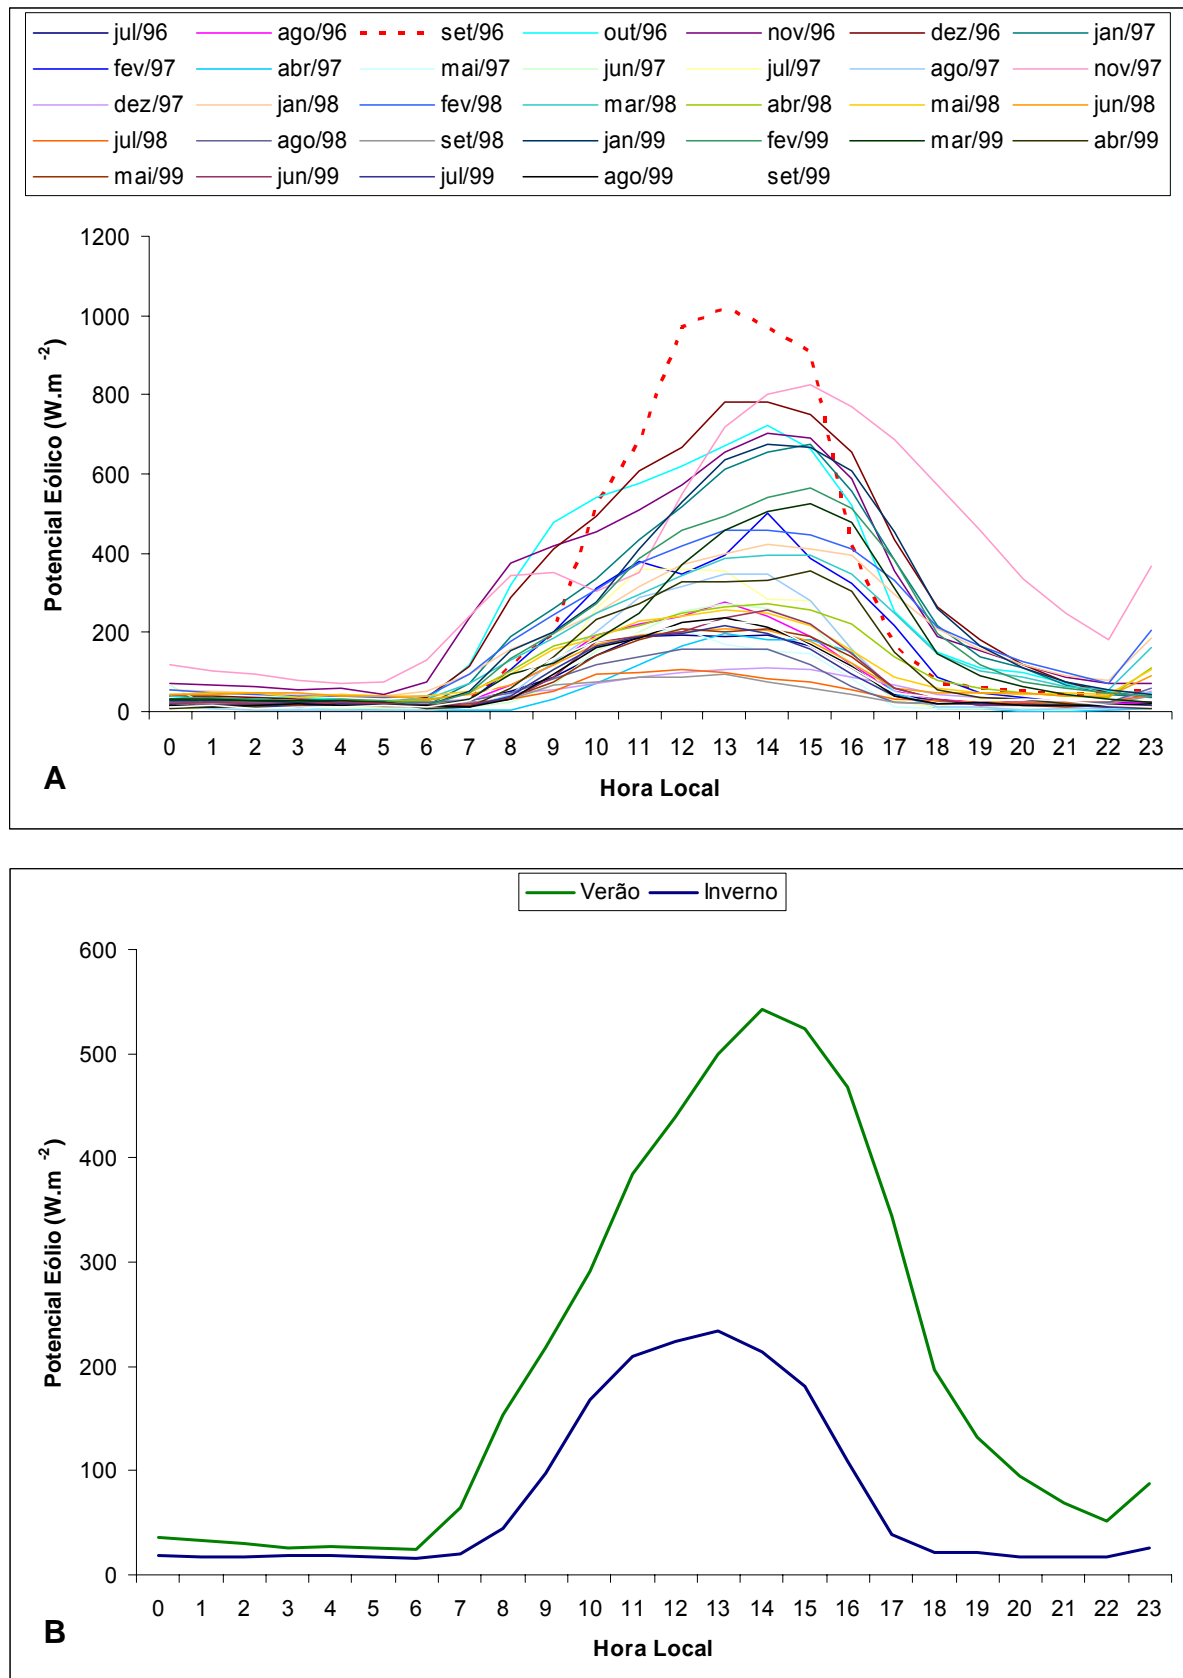 jul/96 ago/96 set/96 out/96 nov/96 dez/96 jan/97
fev/97 abr/97 mai/97 jun/97 jul/97 ago/97 nov/97
dez/97 jan/98 fev/98 mar/98 abr/98 mai/98 jun/98
jul/98 ago/98 set/98 jan/99 fev/99 mar/99 abr/99
mai/99 jun/99 jul/99 ago/99 set/99
Potencial Eólico (W.m -2)
1200
1000
800
600
400
200
0
0 1 2 3 4 5 6 7 8 9 10 11 12 13 14 15 16 17 18 19 20 21 22 23
Hora Local
A
Verão Inverno
Potencial Eólio (W.m -2)
600
500
400
300
200
100
0
0 1 2 3 4 5 6 7 8 9 10 11 12 13 14 15 16 17 18 19 20 21 22 23
Hora Local
B